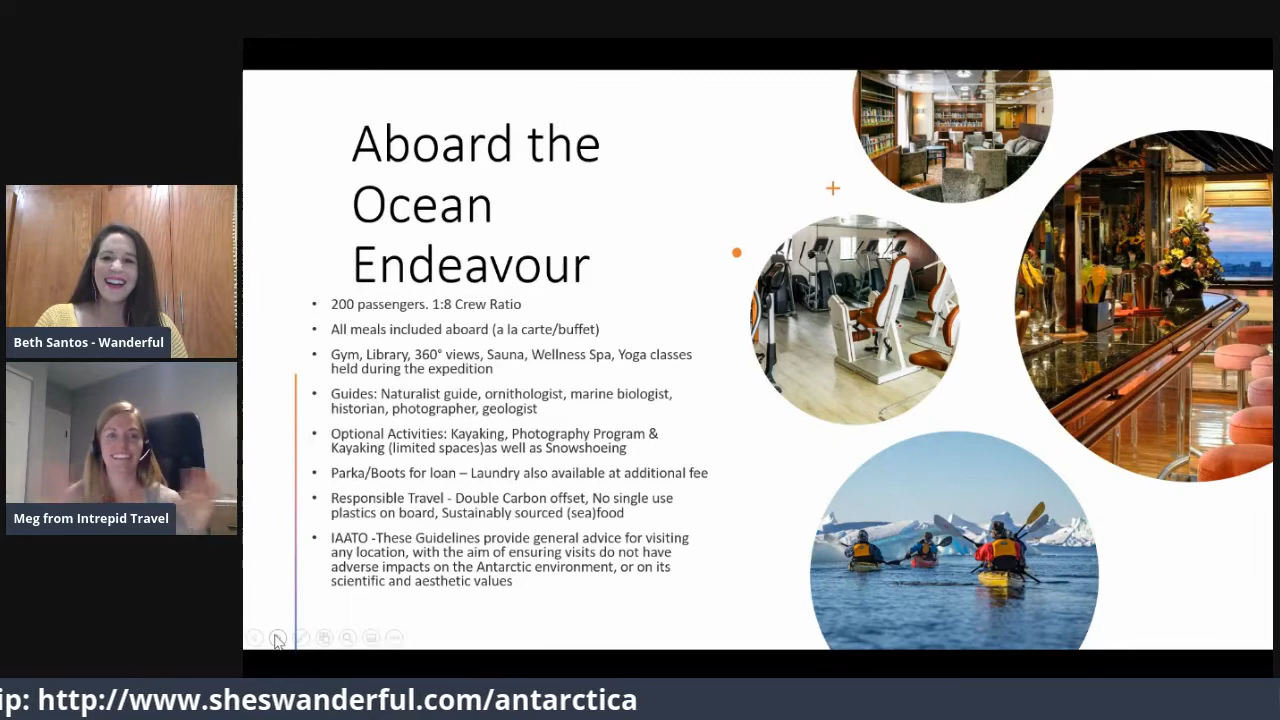 Aboard the
Ocean
Endeavour
• 200 passengers. 1:8 Crew Ratio
• All meals included aboard (a la carte/buffet)
• Gym, Library, 360° views, Sauna, Wellness Spa, Yoga classes
held during the expedition
• Guides: Naturalist guide, ornithologist, marine biologist,
historian, photographer, geologist
• Optional Activities: Kayaking, Photography Program &
Kayaking (limited spaces)as well as Snowshoeing
• Parka/Boots for loan – Laundry also available at additional fee
• Responsible Travel - Double Carbon offset, No single use
plastics on board, Sustainably sourced (sea)food
• IAATO -These Guidelines provide general advice for visiting
any location, with the aim of ensuring visits do not have
adverse impacts on the Antarctic environment, or on its
scientific and aesthetic values
Beth Santos - Wanderful
Meg from Intrepid Travel
ip: http://www.sheswanderful.com/antarctica